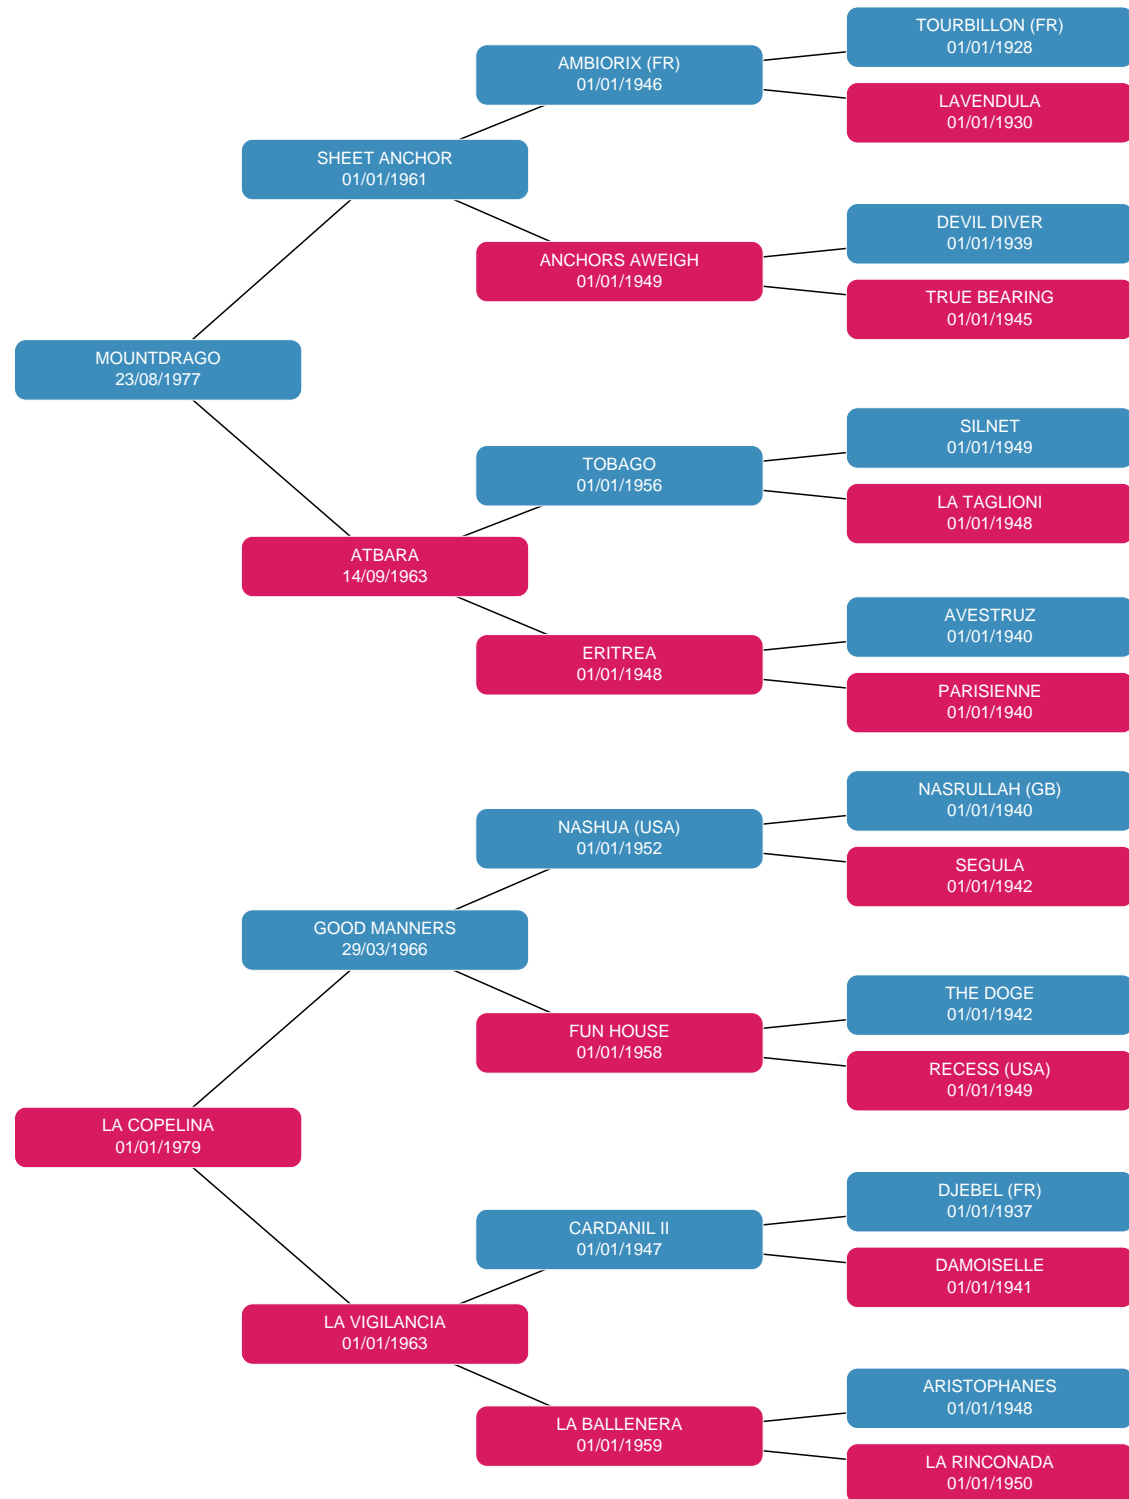 TOURBILLON (FR)
01/01/1928
AMBIORIX (FR)
01/01/1946
LAVENDULA
01/01/1930
SHEET ANCHOR
01/01/1961
DEVIL DIVER
01/01/1939
ANCHORS AWEIGH
01/01/1949
TRUE BEARING
01/01/1945
MOUNTDRAGO
23/08/1977
SILNET
01/01/1949
TOBAGO
01/01/1956
LA TAGLIONI
01/01/1948
ATBARA
14/09/1963
AVESTRUZ
01/01/1940
ERITREA
01/01/1948
PARISIENNE
01/01/1940
NASRULLAH (GB)
01/01/1940
NASHUA (USA)
01/01/1952
SEGULA
01/01/1942
GOOD MANNERS
29/03/1966
THE DOGE
01/01/1942
FUN HOUSE
01/01/1958
RECESS (USA)
01/01/1949
LA COPELINA
01/01/1979
DJEBEL (FR)
01/01/1937
CARDANIL II
01/01/1947
DAMOISELLE
01/01/1941
LA VIGILANCIA
01/01/1963
ARISTOPHANES
01/01/1948
LA BALLENERA
01/01/1959
LA RINCONADA
01/01/1950